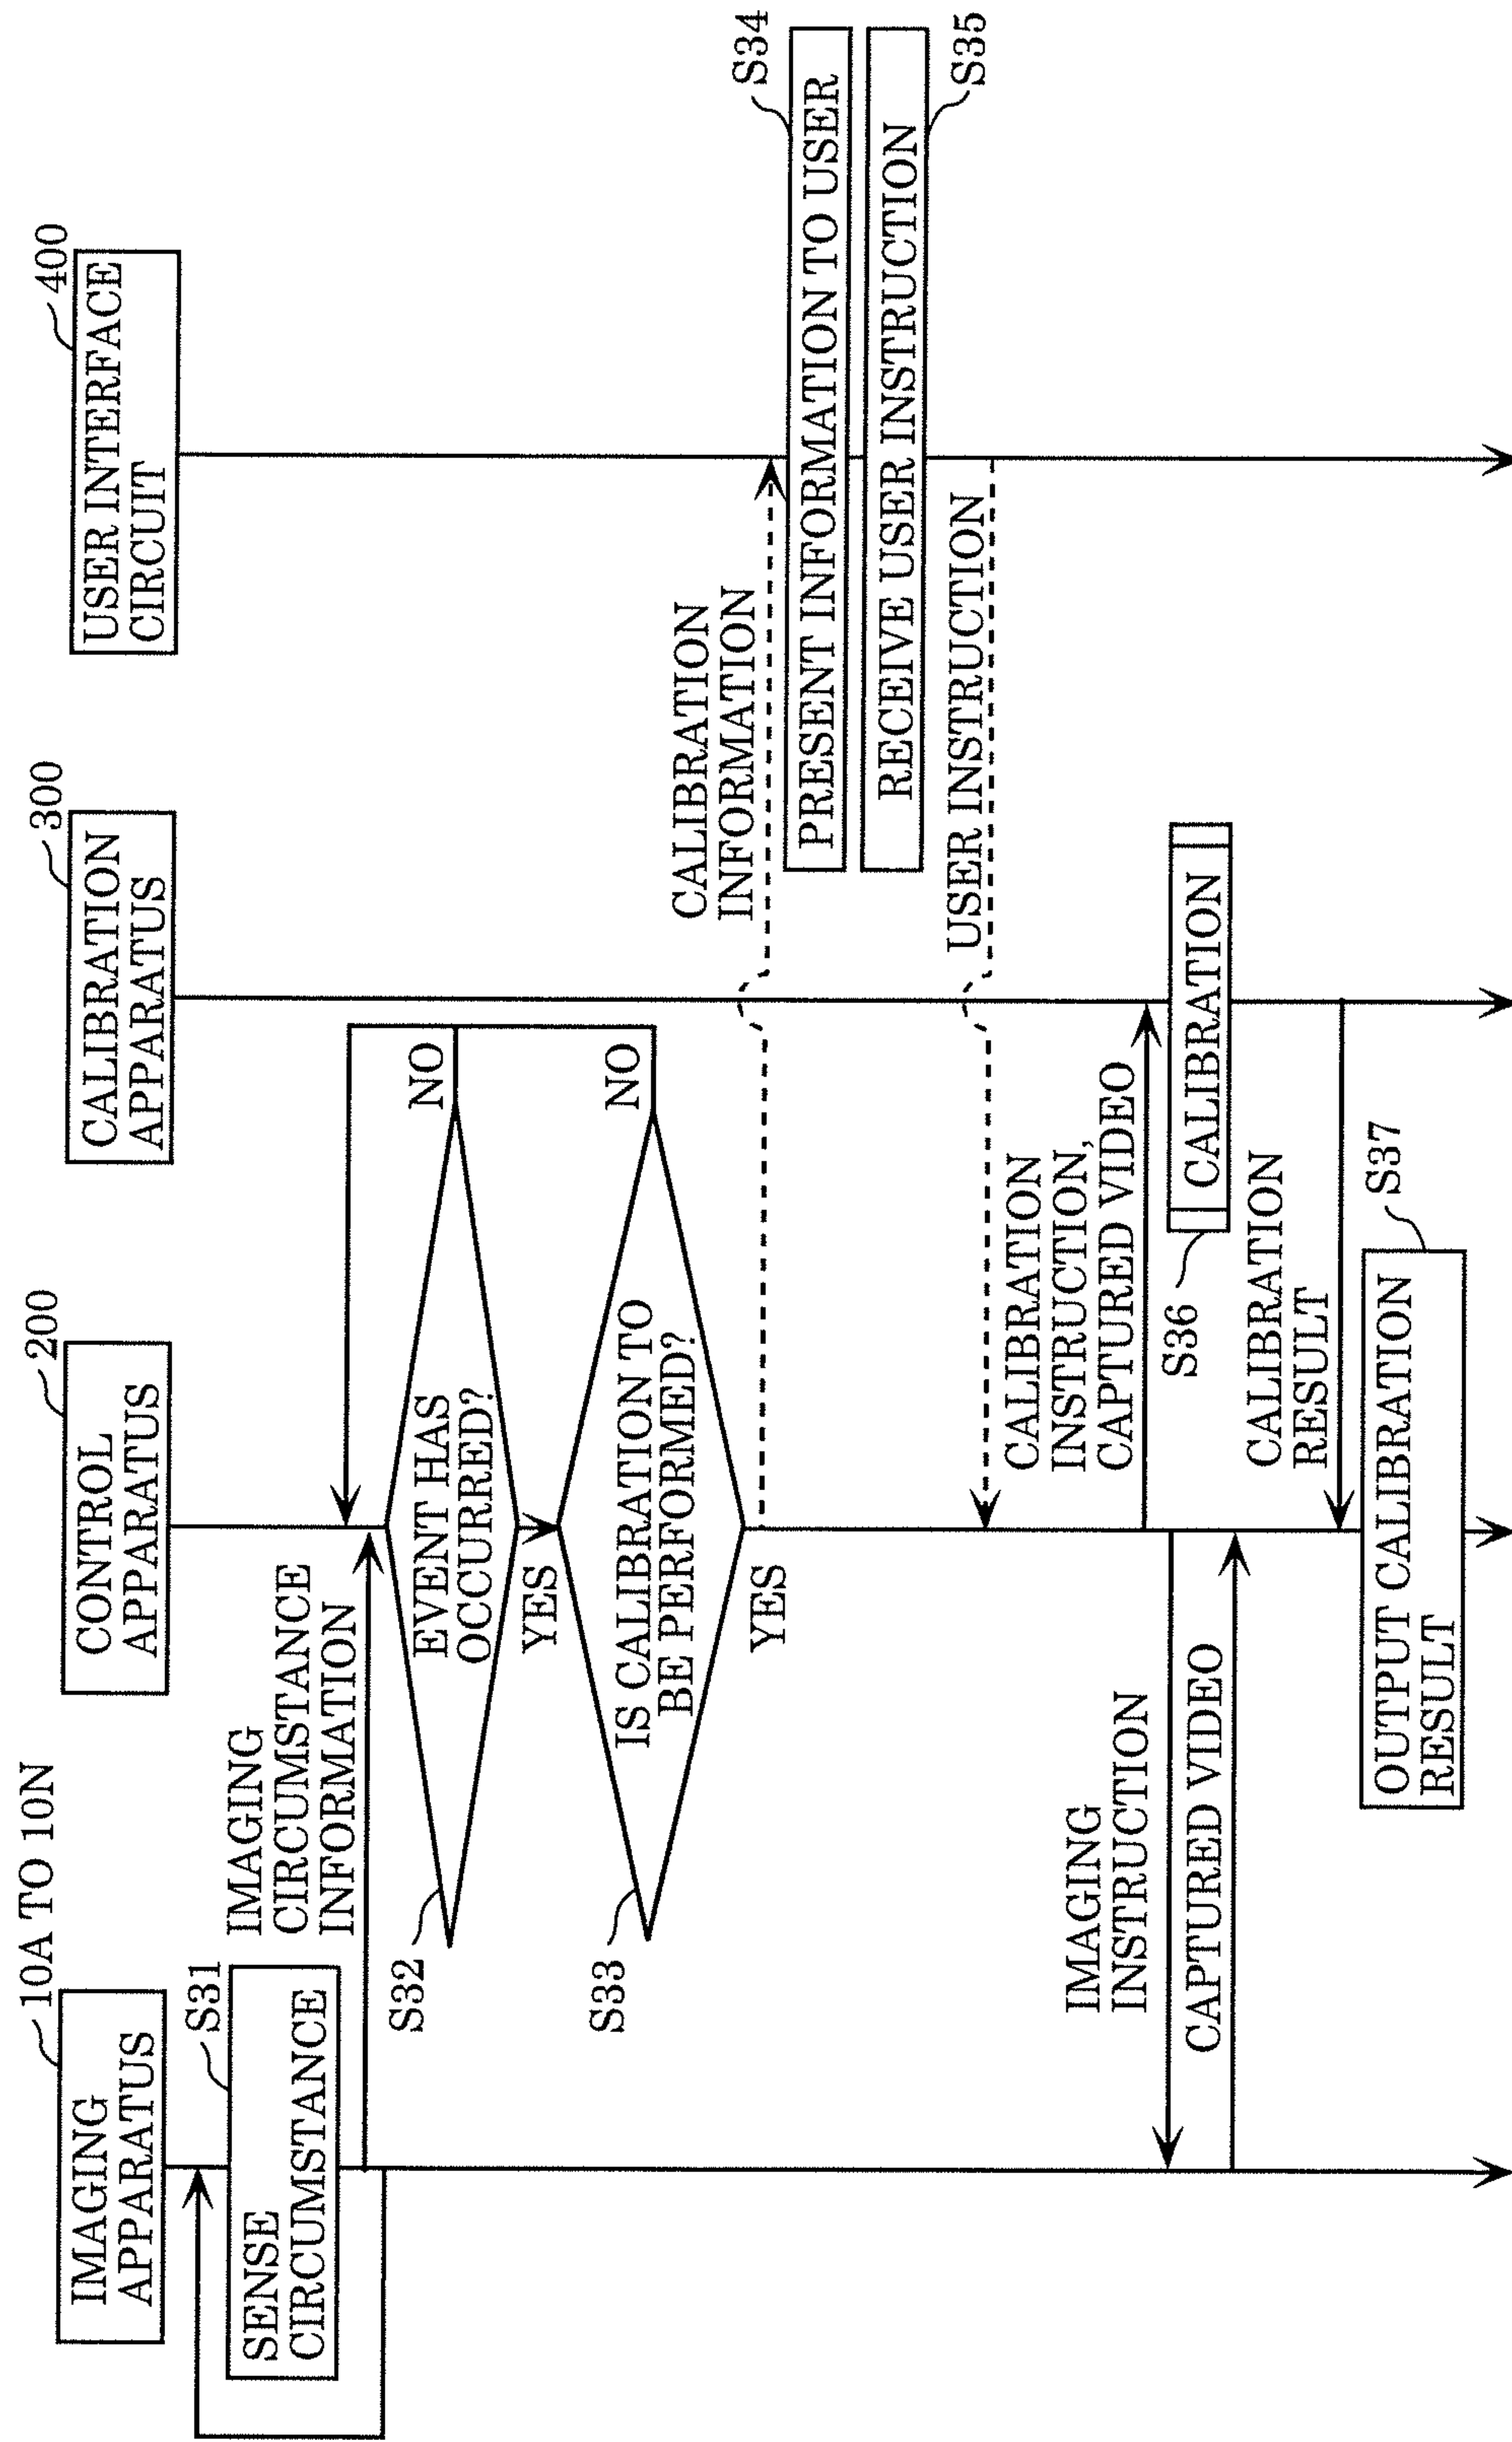 10A TO 10N
IMAGING
APPARATUS
200
CONTROL
APPARATUS
300
CALIBRATION
APPARATUS
400
USER INTERFACE
CIRCUIT
S31
SENSE
CIRCUMSTANCE
IMAGING
CIRCUMSTANCE
INFORMATION
S32
EVENT HAS
OCCURRED?
NO
YES
S33
IS CALIBRATION TO
BE PERFORMED?
NO
YES
CALIBRATION
INFORMATION
S34
PRESENT INFORMATION TO USER
RECEIVE USER INSTRUCTION
S35
USER INSTRUCTION
CALIBRATION
INSTRUCTION,
CAPTURED VIDEO
IMAGING
INSTRUCTION
CAPTURED VIDEO
S36
CALIBRATION
CALIBRATION
RESULT
S37
OUTPUT CALIBRATION
RESULT